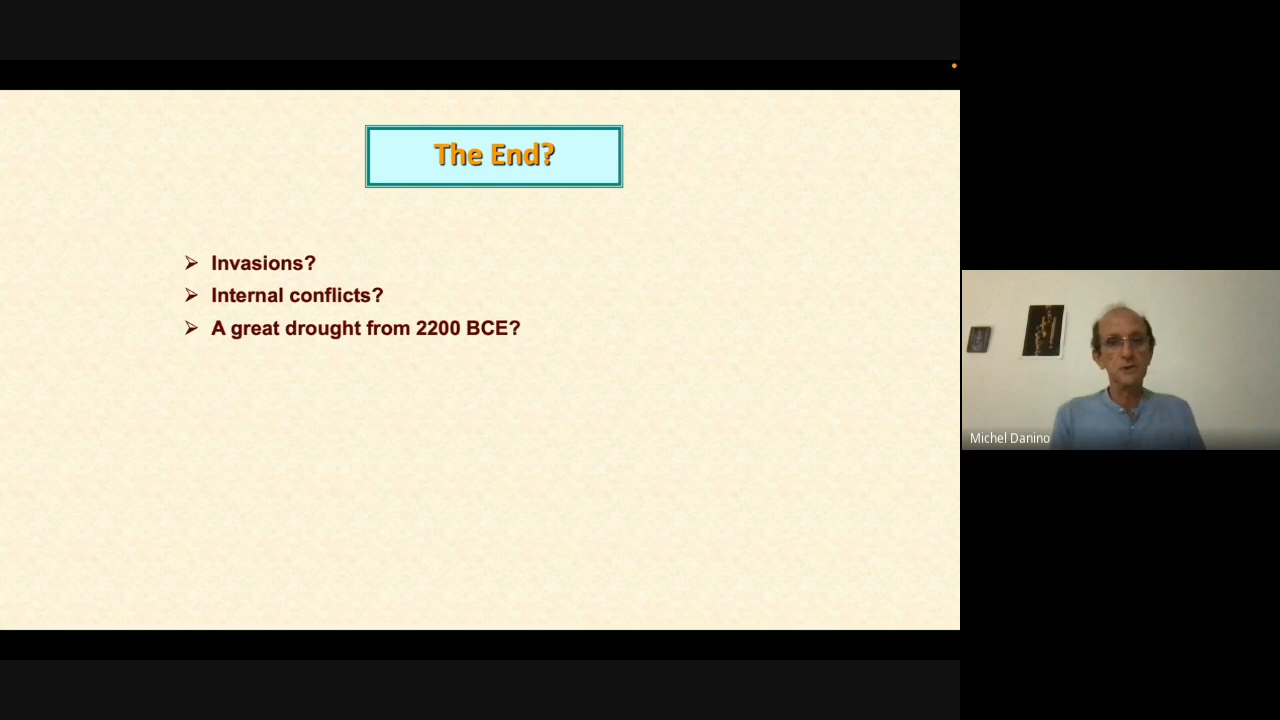 The End?
Invasions?
Internal conflicts?
A great drought from 2200 BCE?
Michel Danino